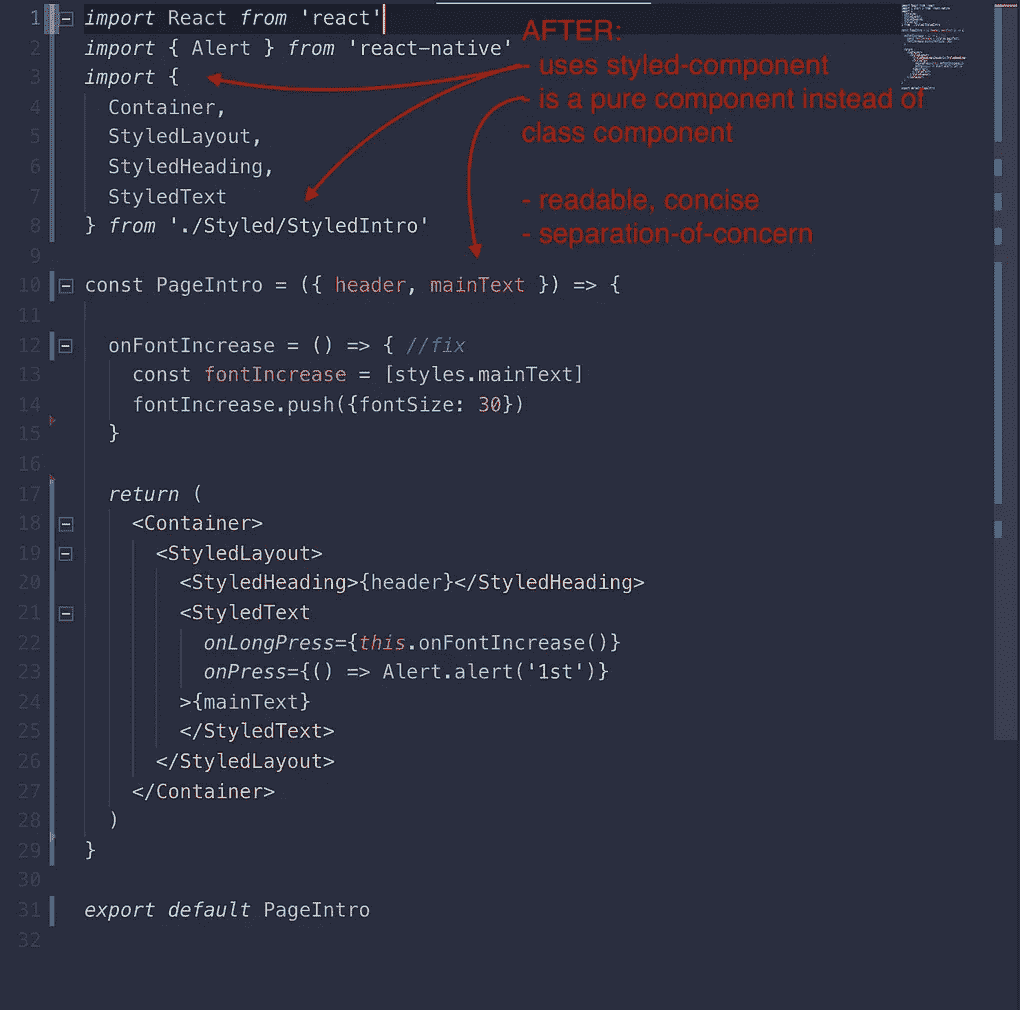 1 import React from 'react'
2 import { Alert } from 'react-native'
3 import {
4 Container,
5 StyledLayout,
6 StyledHeading,
7 StyledText
8 } from './Styled/StyledIntro'
9
10 const PageIntro = ({ header, mainText }) => {
11
12 onFontIncrease = () => { //fix
13 const fontIncrease = [styles.mainText]
14 fontIncrease.push({fontSize: 30})
15 }
16
17 return (
18 <Container>
19 <StyledLayout>
20 <StyledHeading>{header}</StyledHeading>
21 <StyledText
22 onLongPress={this.onFontIncrease()}
23 onPress={() => Alert.alert('1st')}
24 >{mainText}
25 </StyledText>
26 </StyledLayout>
27 </Container>
28 )
29 }
30
31 export default PageIntro
32
AFTER:
- uses styled-component
- is a pure component instead of
class component
- readable, concise
- separation-of-concern